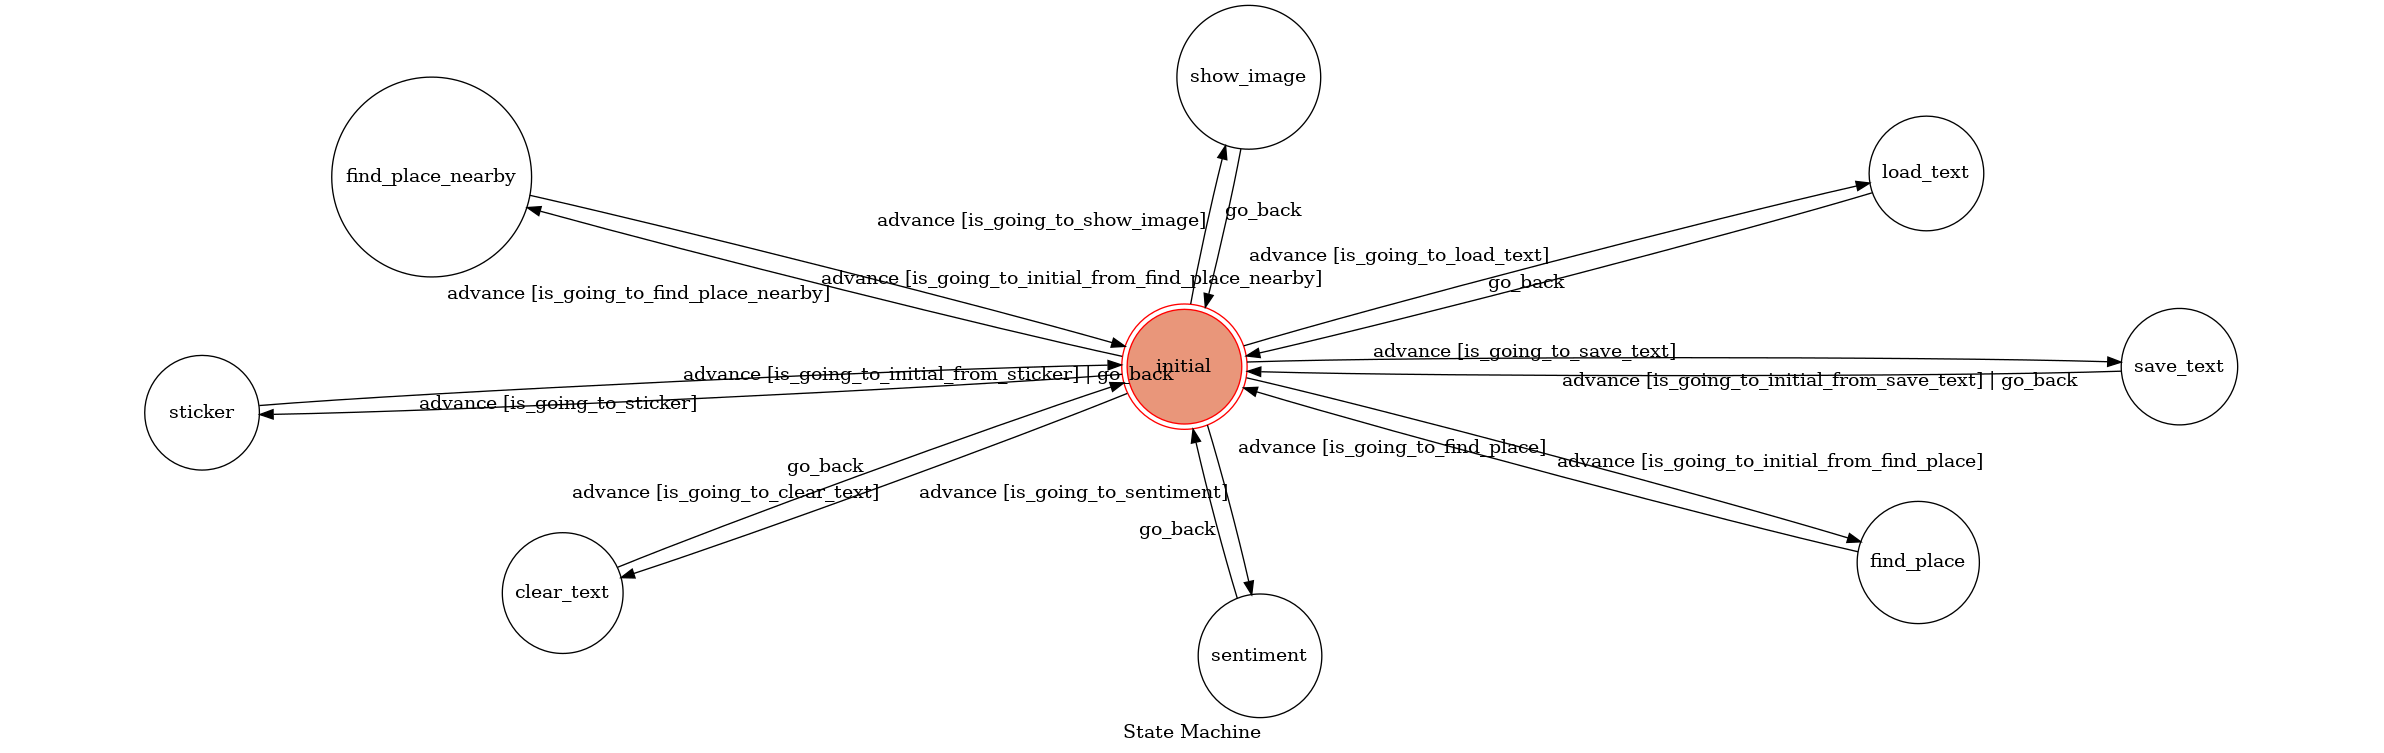 show_image
load_text
find_place_nearby
advance [is_going_to_show_image]
go_back
advance [is_going_to_load_text]
advance [is_going_to_initial_from_find_place_nearby]
go_back
advance [is_going_to_find_place_nearby]
advance [is_going_to_save_text]
initial
save_text
advance [is_going_to_initial_from_sticker] | go_back
advance [is_going_to_initial_from_save_text] | go_back
advance [is_going_to_sticker]
sticker
advance [is_going_to_find_place]
advance [is_going_to_initial_from_find_place]
go_back
advance [is_going_to_clear_text]
advance [is_going_to_sentiment]
go_back
find_place
clear_text
sentiment
State Machine